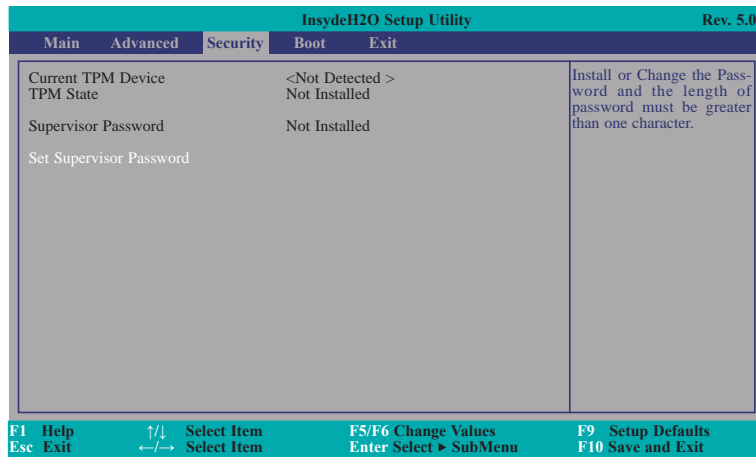 InsydeH2O Setup Utility Rev. 5.0
Main Advanced Security Boot Exit
Current TPM Device <Not Detected >
TPM State Not Installed
Supervisor Password Not Installed
Set Supervisor Password
Install or Change the Pass-
word and the length of
password must be greater
than one character.
F1 Help ↑/↓ Select Item F5/F6 Change Values F9 Setup Defaults
Esc Exit ←/→ Select Item Enter Select ► SubMenu F10 Save and Exit